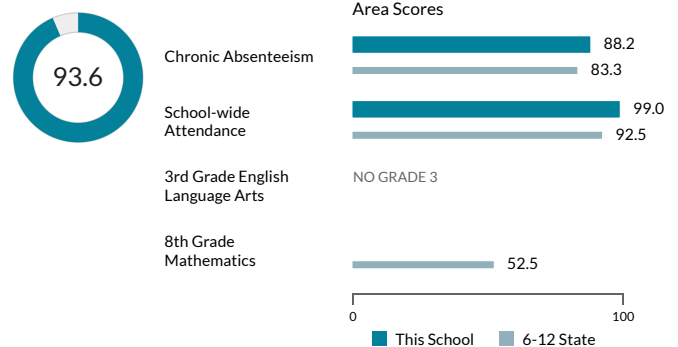 Area Scores
93.6
Chronic Absenteeism
88.2
83.3
School-wide
Attendance
99.0
92.5
3rd Grade English
Language Arts
NO GRADE 3
8th Grade
Mathematics
52.5
0
100
This School
6-12 State